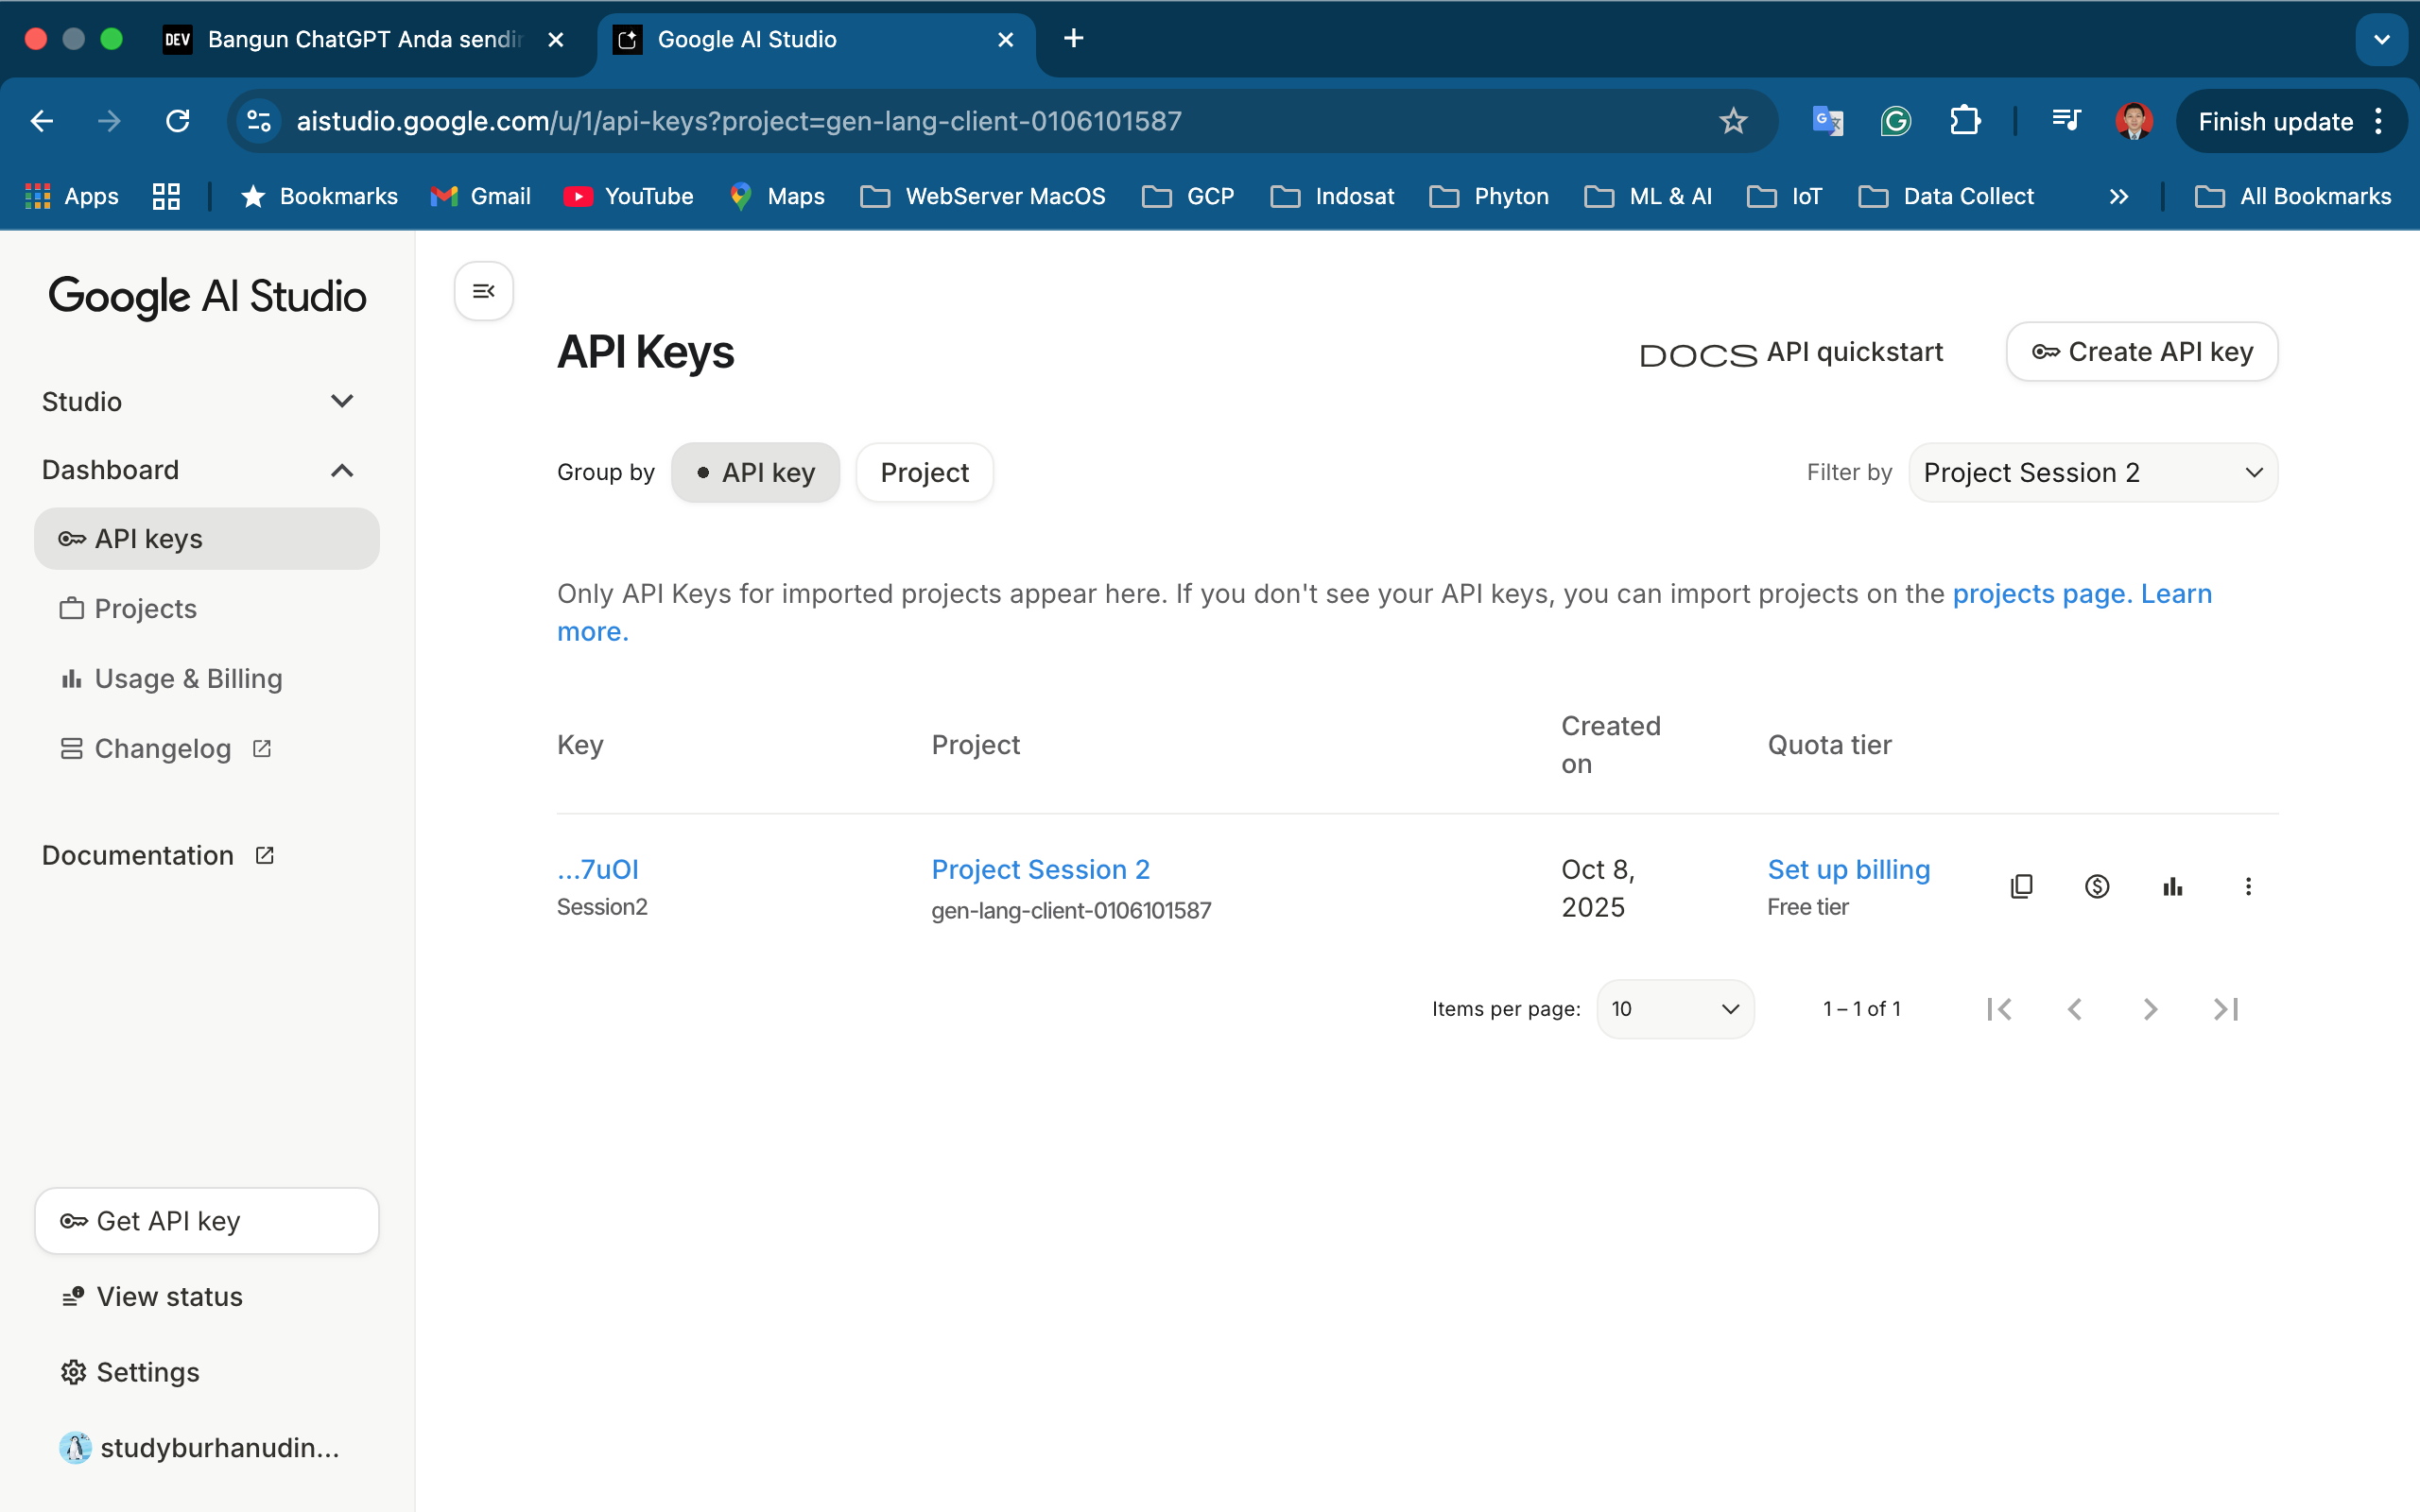 DEV Bangun ChatGPT Anda sendir
Google AI Studio
aistudio.google.com/u/1/api-keys?project=gen-lang-client-0106101587
Finish update
Apps
Bookmarks
Gmail
YouTube
Maps
WebServer MacOS
GCP
Indosat
Phyton
ML & AI
IoT
Data Collect
All Bookmarks
Google AI Studio
Studio
Dashboard
API keys
Projects
Usage & Billing
Changelog
Documentation
Get API key
View status
Settings
studyburhanudin...
API Keys
DOCS API quickstart
Create API key
Group by
API key
Project
Filter by
Project Session 2
Only API Keys for imported projects appear here. If you don't see your API keys, you can import projects on the projects page. Learn
more.
Key
Project
Created
on
Quota tier
...7uOI
Session2
Project Session 2
gen-lang-client-0106101587
Oct 8,
2025
Set up billing
Free tier
Items per page:
10
1 – 1 of 1